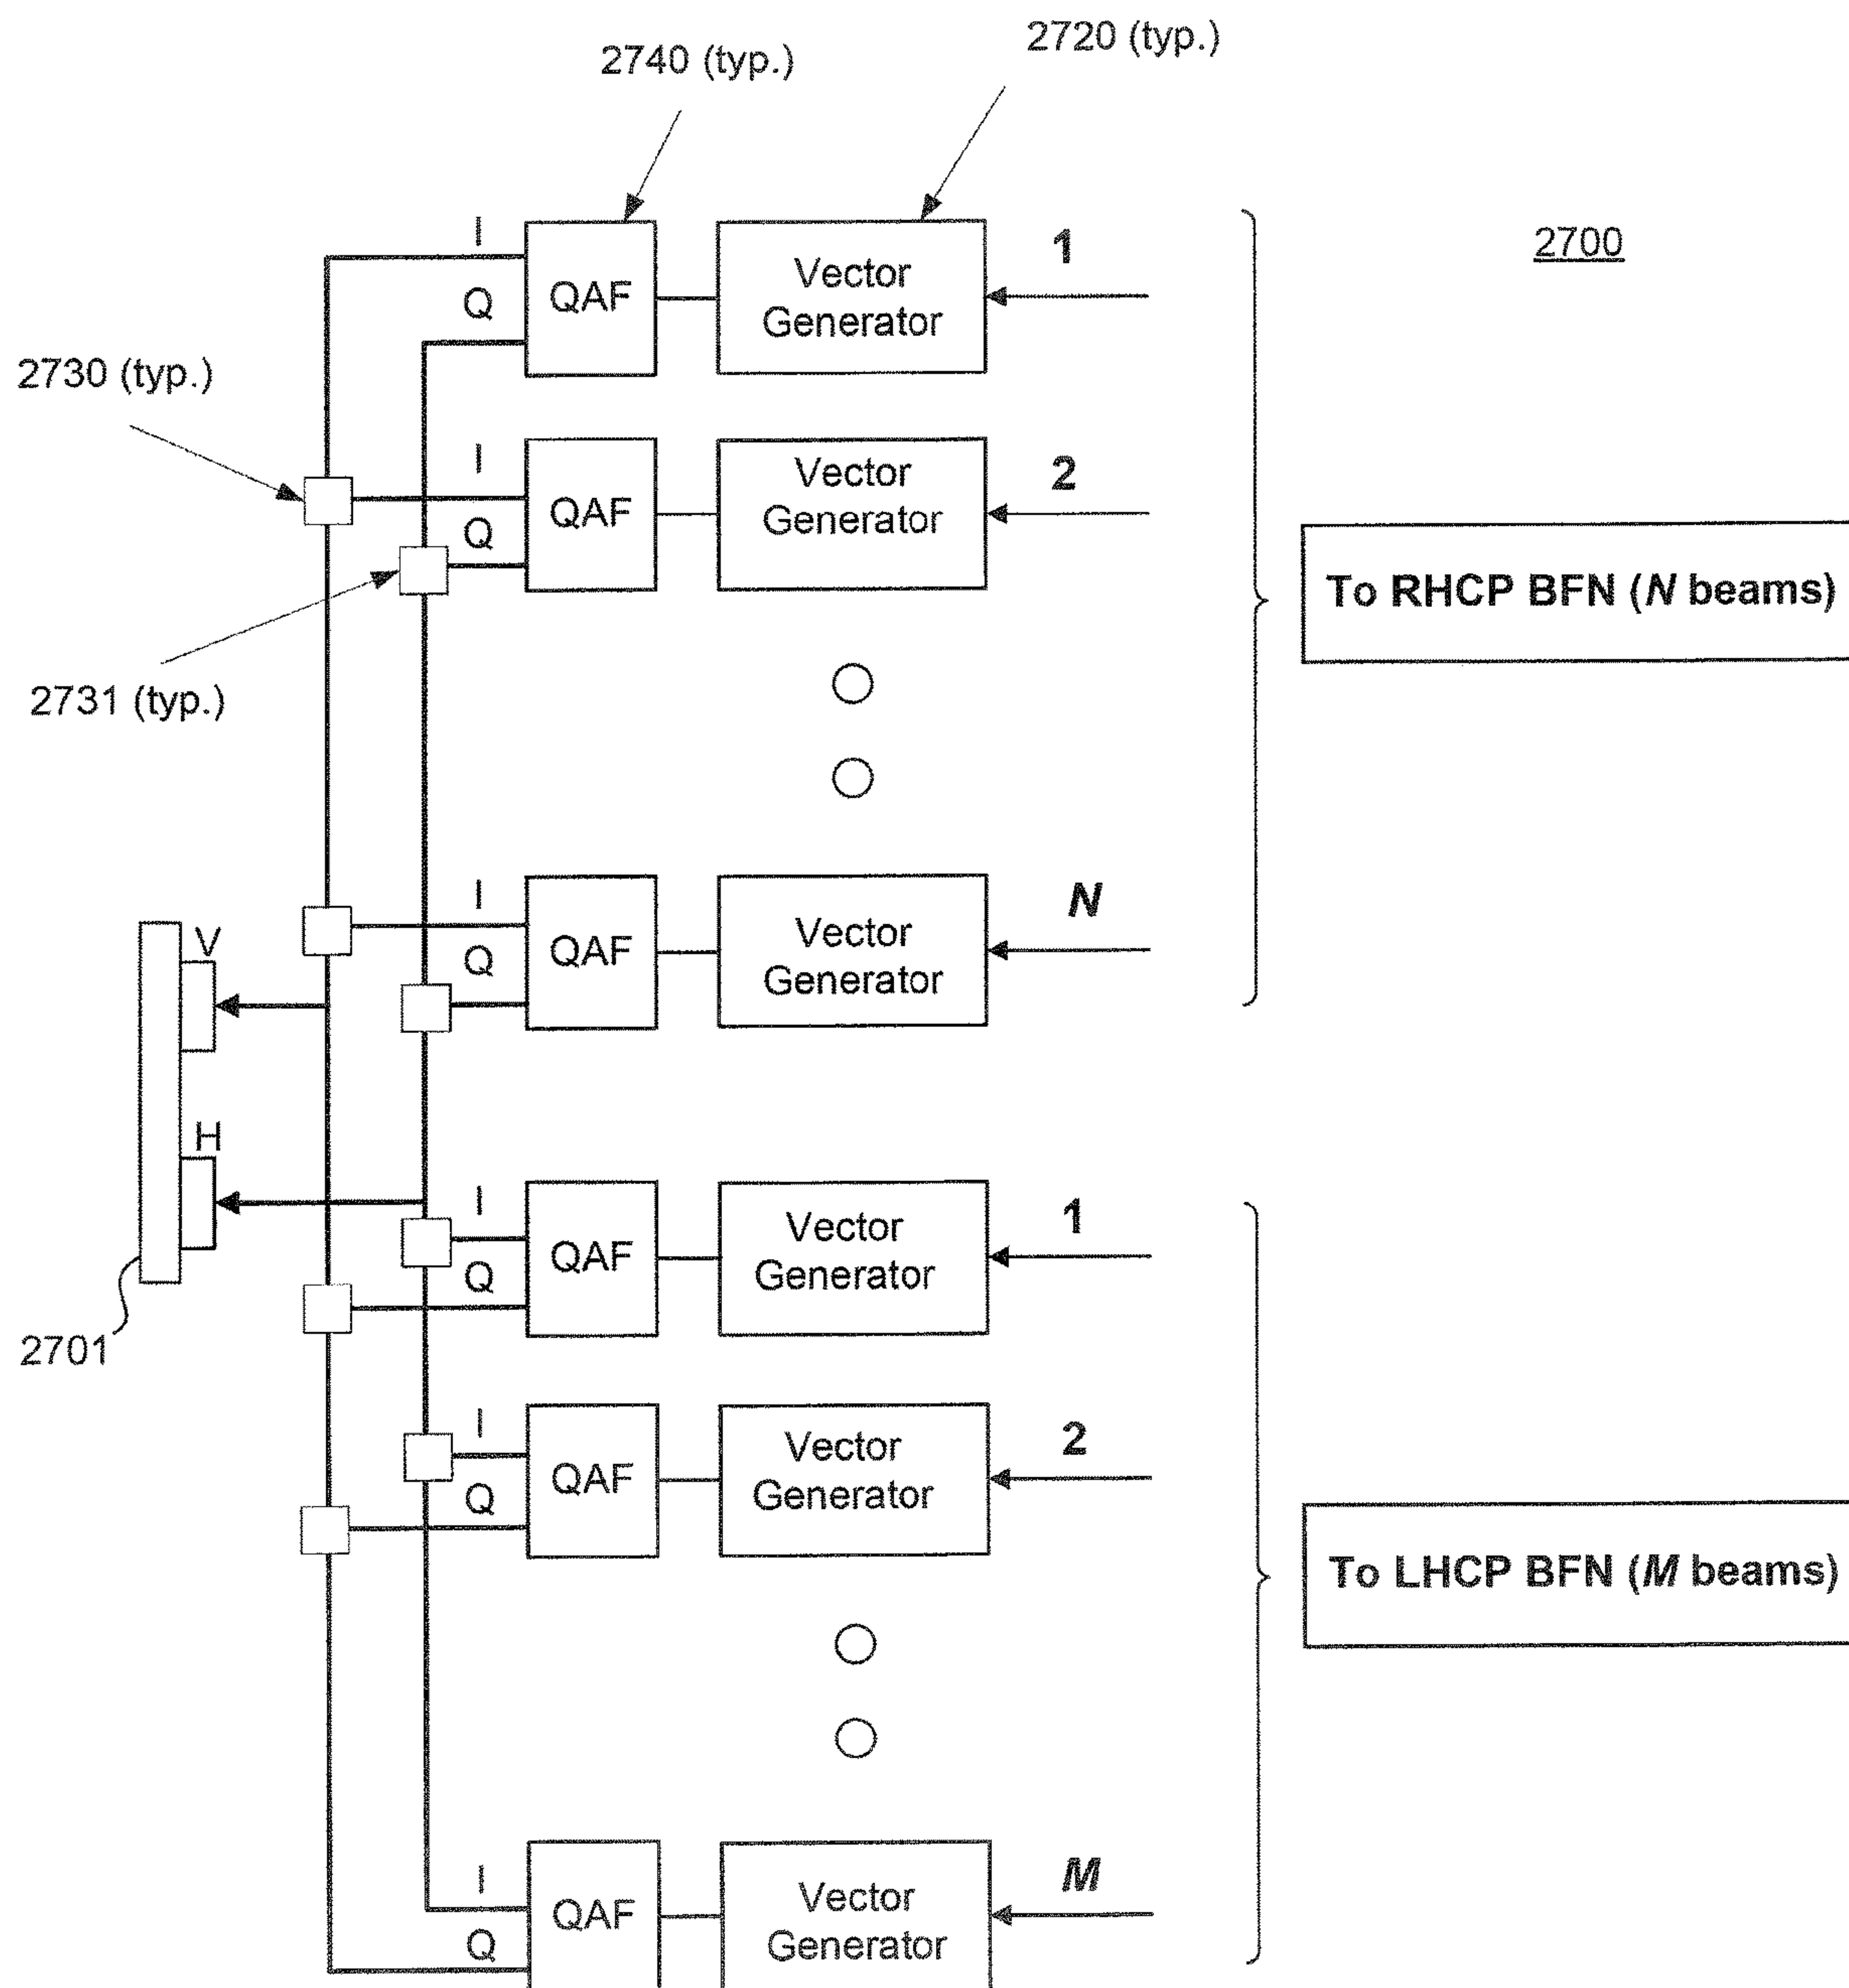 2740 (typ.)
2720 (typ.)
2700
I
Q
QAF
Vector
Generator
1
2730 (typ.)
I
Q
QAF
Vector
Generator
2
To RHCP BFN (N beams)
2731 (typ.)
I
Q
QAF
Vector
Generator
N
V
H
2701
I
Q
QAF
Vector
Generator
1
I
Q
QAF
Vector
Generator
2
To LHCP BFN (M beams)
I
Q
QAF
Vector
Generator
M